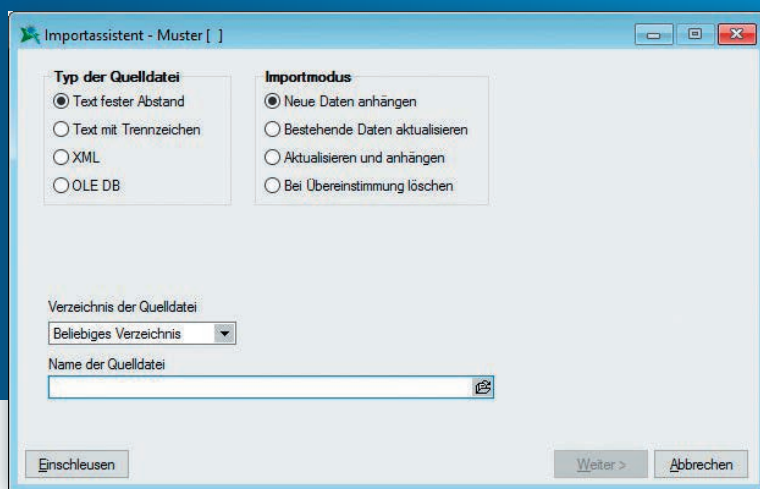 Importassistent - Muster [ ]
Typ der Quelldatei
Text fester Abstand
Text mit Trennzeichen
XML
OLE DB
Importmodus
Neue Daten anhängen
Bestehende Daten aktualisieren
Aktualisieren und anhängen
Bei Übereinstimmung löschen
Verzeichnis der Quelldatei
Beliebiges Verzeichnis
Name der Quelldatei
Einschleusen
Weiter >
Abbrechen